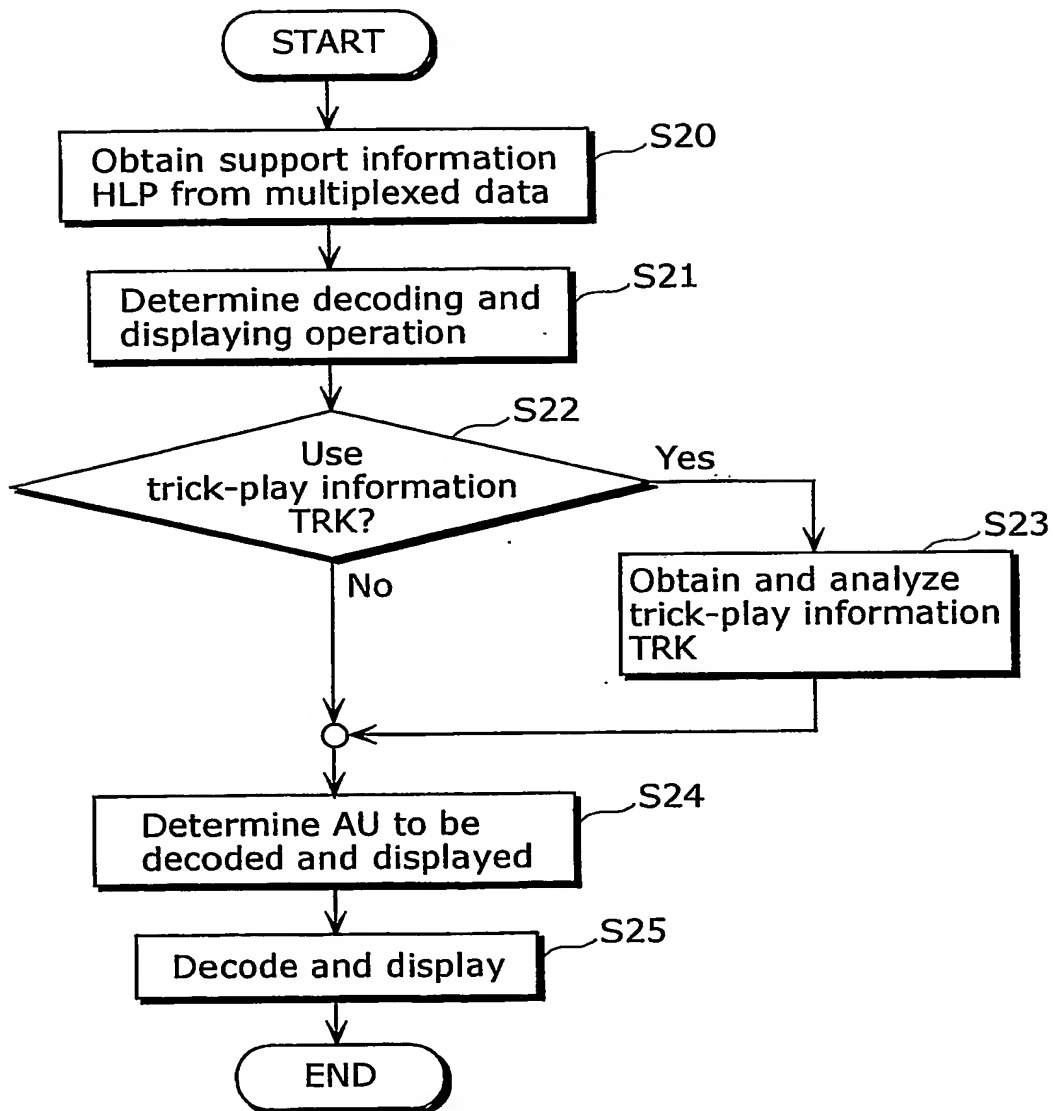 START
S20
Obtain support information
HLP from multiplexed data
S21
Determine decoding and
displaying operation
S22
Use
trick-play information
TRK?
Yes
No
S23
Obtain and analyze
trick-play information
TRK
S24
Determine AU to be
decoded and displayed
S25
Decode and display
END